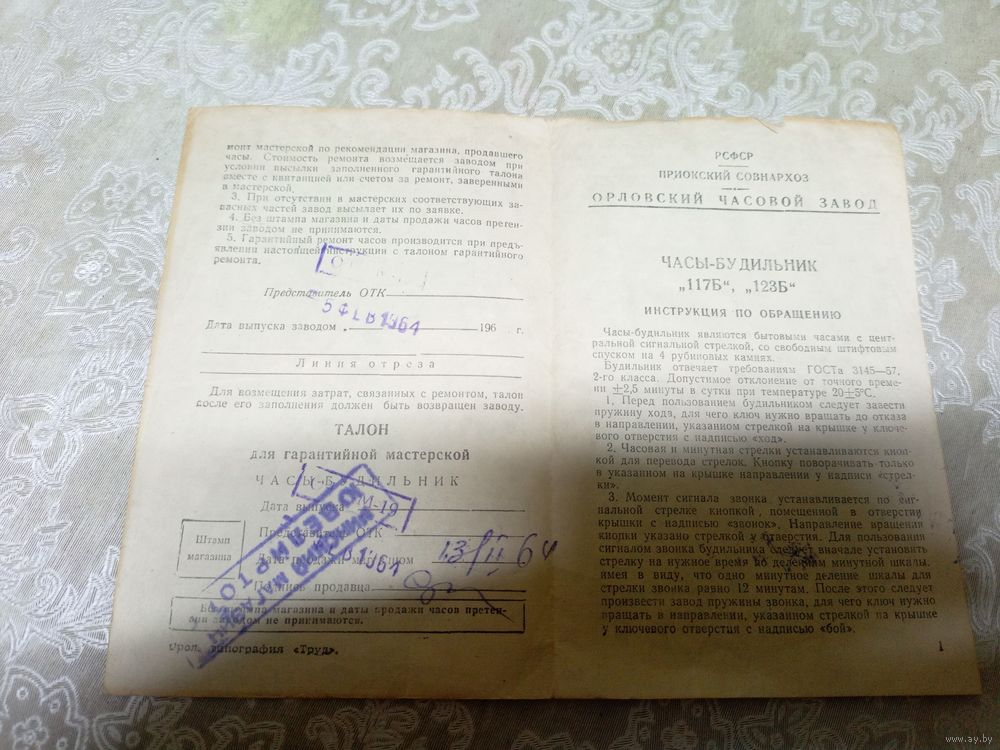 монт мастерской по рекомендации магазина, продавшего
часы. Стоимость ремонта возмещается заводом при
условии высылки заполненного гарантийного талона
вместе с квитанцией или счетом за ремонт, заверенными
в мастерской.
3. При отсутствии в мастерских соответствующих за-
пасных частей завод высылает их по заявке.
4. Без штампа магазина и даты продажи часов претен-
зии заводом не принимаются.
5. Гарантийный ремонт часов производится при предъ-
явлении настоящей инструкции с талоном гарантийного
ремонта.
Представитель ОТК
Дата выпуска заводом 196 г.
Линия отреза
Для возмещения затрат, связанных с ремонтом, талон
после его заполнения должен быть возвращен заводу.
ТАЛОН
для гарантийной мастерской
ЧАСЫ-БУДИЛЬНИК
Дата выпуска
Штамп
магазина
Представитель ОТК
Дата продажи магазином 13/II 64
Подпись продавца
Без штампа магазина и даты продажи часов претен-
зии заводом не принимаются.
Орл. типография «Труд».
РСФСР
ПРИОКСКИЙ СОВНАРХОЗ
ОРЛОВСКИЙ ЧАСОВОЙ ЗАВОД
ЧАСЫ-БУДИЛЬНИК
„117Б“, „123Б“
ИНСТРУКЦИЯ ПО ОБРАЩЕНИЮ
Часы-будильник являются бытовыми часами с цент-
ральной сигнальной стрелкой, со свободным штифтовым
спуском на 4 рубиновых камнях.
Будильник отвечает требованиям ГОСТа 3145—57.
2-го класса. Допустимое отклонение от точного време-
ни ±2,5 минуты в сутки при температуре 20±5°С.
1. Перед пользованием будильником следует завести
пружину хода, для чего ключ нужно вращать до отказа
в направлении, указанном стрелкой на крышке у ключе-
вого отверстия с надписью «ход».
2. Часовая и минутная стрелки устанавливаются кноп-
кой для перевода стрелок. Кнопку поворачивать только
в указанном на крышке направлении у надписи «стрел-
ки».
3. Момент сигнала звонка устанавливается по сиг-
нальной стрелке кнопкой, помещенной в отверстии
крышки с надписью «звонок». Направление вращения
кнопки указано стрелкой у отверстия. Для пользования
сигналом звонка будильника следует вначале установить
стрелку на нужное время по делениям минутной шкалы.
имея в виду, что одно минутное деление шкалы для
стрелки звонка равно 12 минутам. После этого следует
произвести завод пружины звонка, для чего ключ нужно
вращать в направлении, указанном стрелкой на крышке
у ключевого отверстия с надписью «бой».
1
www.ay.by